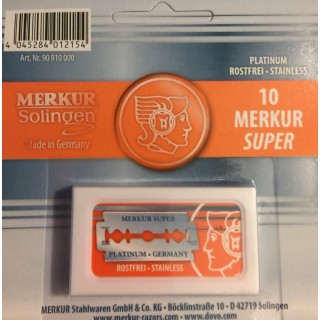 4 045284 012154
Art. Nr. 90 910 000
PLATINUM
ROSTFREI • STAINLESS
MERKUR
Solingen
Made in Germany
10
MERKUR
SUPER
MERKUR SUPER
PLATINUM • GERMANY
ROSTFREI • STAINLESS
MERKUR Stahlwaren GmbH & Co. KG • Böcklinstraße 10 • D 42719 Solingen
www.merkur-razors.com • www.dovo.com